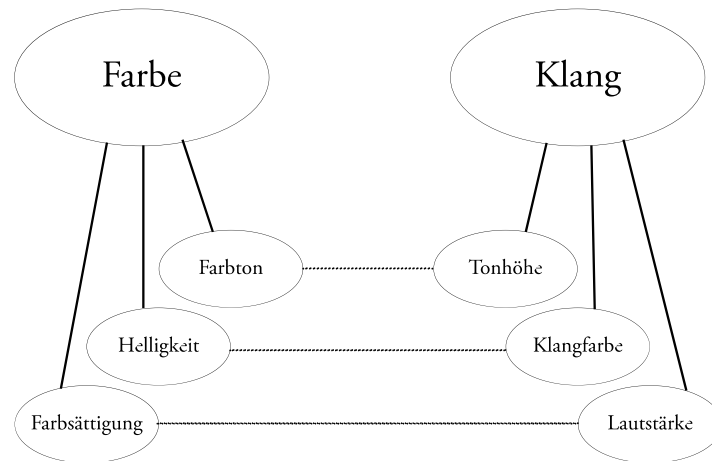 Farbe
Klang
Farbton
Tonhöhe
Helligkeit
Klangfarbe
Farbsättigung
Lautstärke